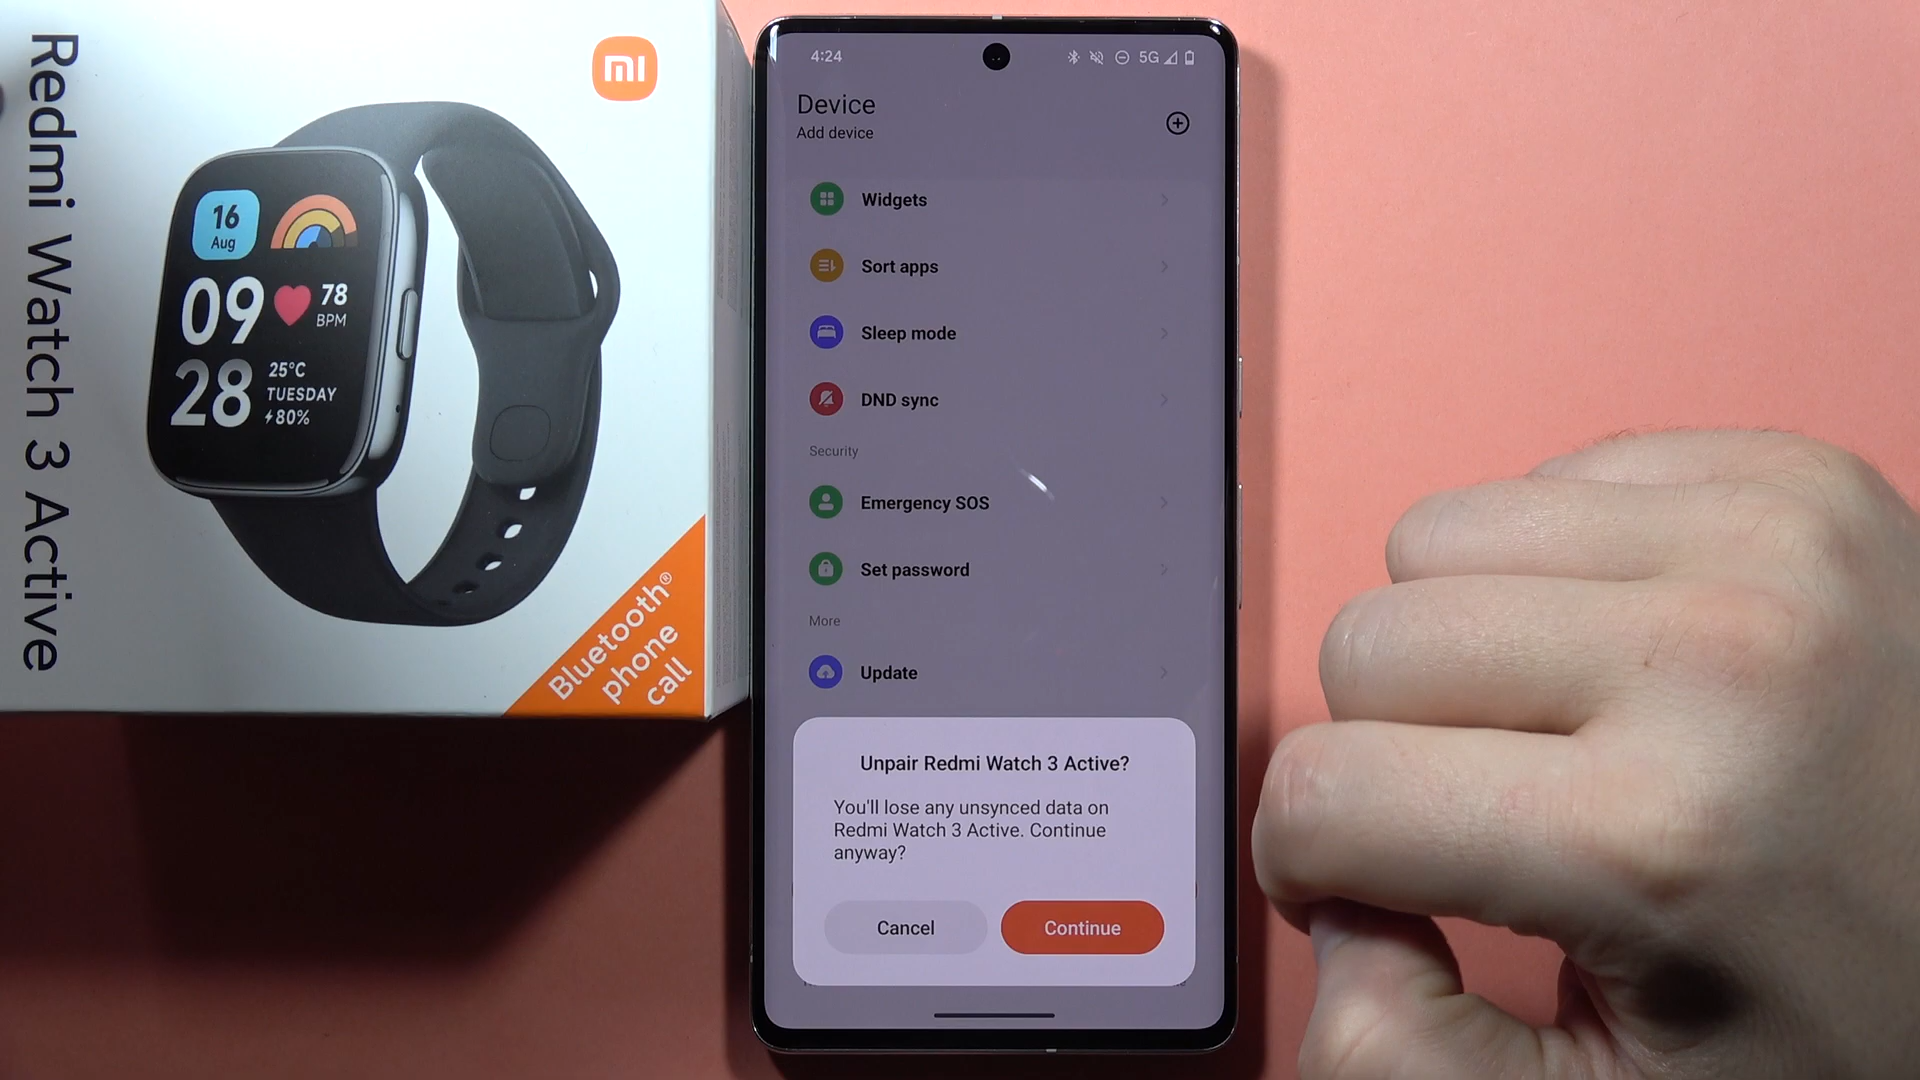 Redmi Watch 3 Active
mi
16
Aug
09
78
BPM
28
25°C
TUESDAY
80%
Bluetooth®
phone
call
4:24
5G
Device
Add device
Widgets
Sort apps
Sleep mode
DND sync
Security
Emergency SOS
Set password
More
Update
Unpair Redmi Watch 3 Active?
You'll lose any unsynced data on
Redmi Watch 3 Active. Continue
anyway?
Cancel
Continue